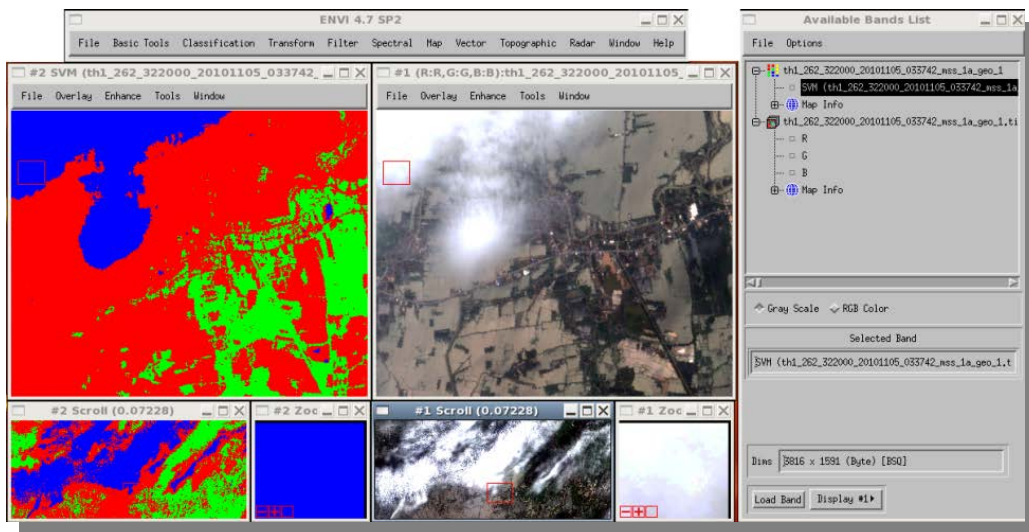 ENVI 4.7 SP2
File Basic Tools Classification Transform Filter Spectral Map Vector Topographic Radar Window Help
#2 SVM (th1_262_322000_20101105_033742_
File Overlay Enhance Tools Window
#1 (R:R,G:G,B:B):th1_262_322000_20101105_
File Overlay Enhance Tools Window
#2 Scroll (0.07228)
#2 Zoc
#1 Scroll (0.07228)
#1 Zoc
Available Bands List
File Options
th1_262_322000_20101105_033742_mss_1a_geo_1
SVM (th1_262_322000_20101105_033742_mss_1a
Map Info
th1_262_322000_20101105_033742_mss_1a_geo_1.ti
R
G
B
Map Info
Gray Scale RGB Color
Selected Band
SVM (th1_262_322000_20101105_033742_mss_1a_geo_1.t
Dims 3816 x 1591 (Byte) [BSQ]
Load Band Display #1